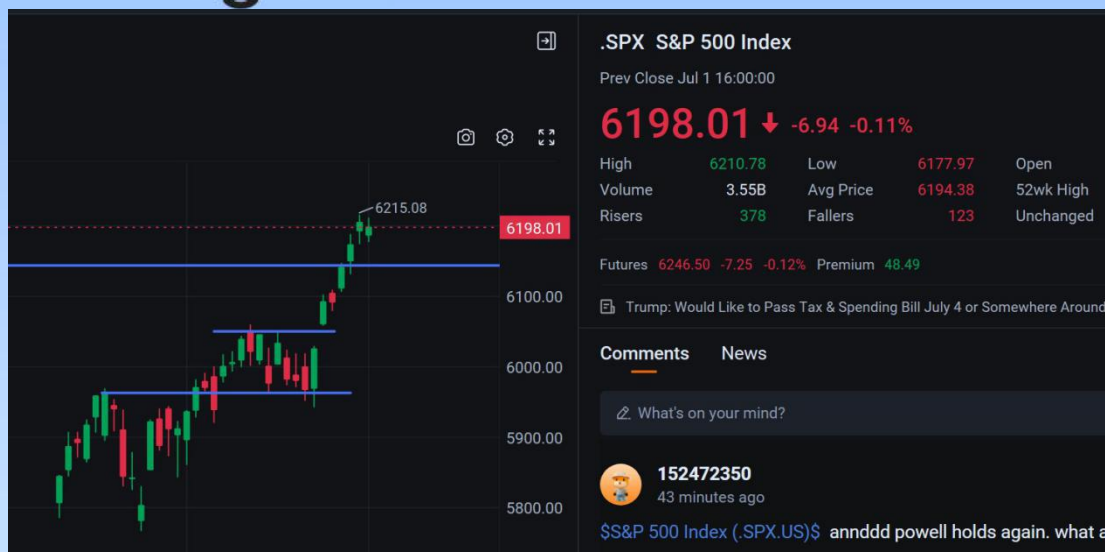 .SPX S&P 500 Index
Prev Close Jul 1 16:00:00
6198.01 -6.94 -0.11%
High 6210.78 Low 6177.97 Open
Volume 3.55B Avg Price 6194.38 52wk High
Risers 378 Fallers 123 Unchanged
Futures 6246.50 -7.25 -0.12% Premium 48.49
Trump: Would Like to Pass Tax & Spending Bill July 4 or Somewhere Around
Comments News
What's on your mind?
152472350
43 minutes ago
$S&P 500 Index (.SPX.US)$ annddd powell holds again. what a
6215.08
6198.01
6100.00
6000.00
5900.00
5800.00